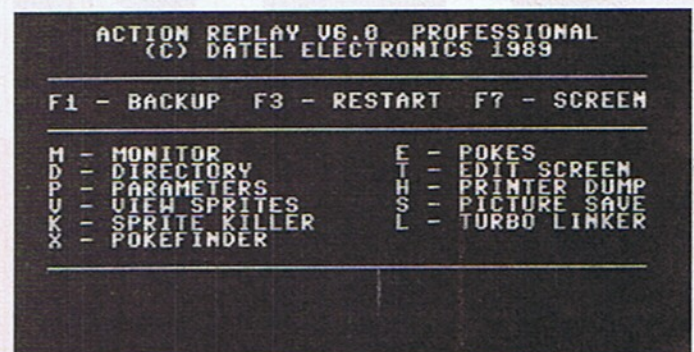 ACTION REPLAY V6.0 PROFESSIONAL
(C) DATEL ELECTRONICS 1989
F1 - BACKUP F3 - RESTART F7 - SCREEN
M - MONITOR E - POKES
D - DIRECTORY T - EDIT SCREEN
P - PARAMETERS H - PRINTER DUMP
V - VIEW SPRITES S - PICTURE SAVE
K - SPRITE KILLER L - TURBO LINKER
X - POKEFINDER